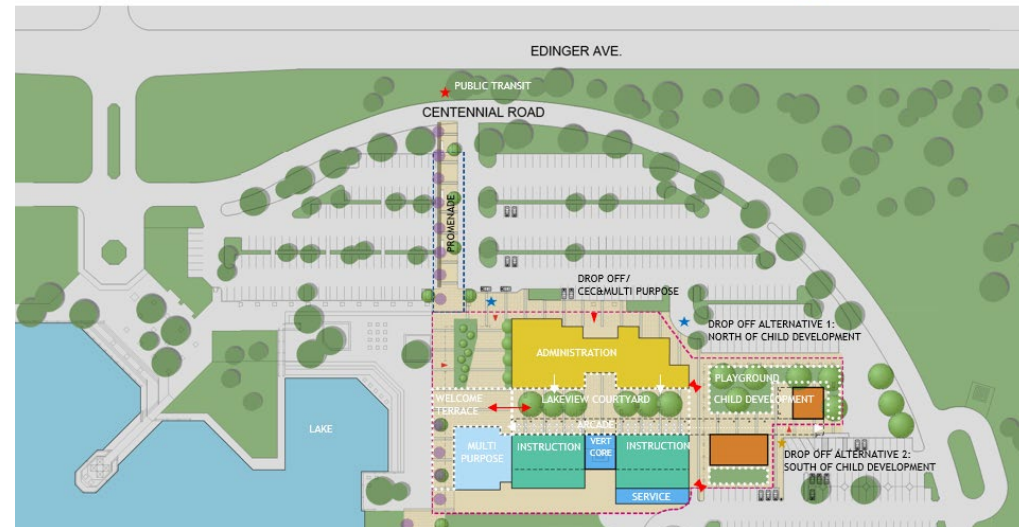 EDINGER AVE.
PUBLIC TRANSIT
CENTENNIAL ROAD
PROMENADE
DROP OFF/
CEC&MULTI PURPOSE
DROP OFF ALTERNATIVE 1:
NORTH OF CHILD DEVELOPMENT
ADMINISTRATION
PLAYGROUND
WELCOME
TERRACE
LAKEVIEW COURTYARD
CHILD DEVELOPMENT
ARCADE
LAKE
MULTI
PURPOSE
INSTRUCTION
VERT
CORE
INSTRUCTION
DROP OFF ALTERNATIVE 2:
SOUTH OF CHILD DEVELOPMENT
SERVICE